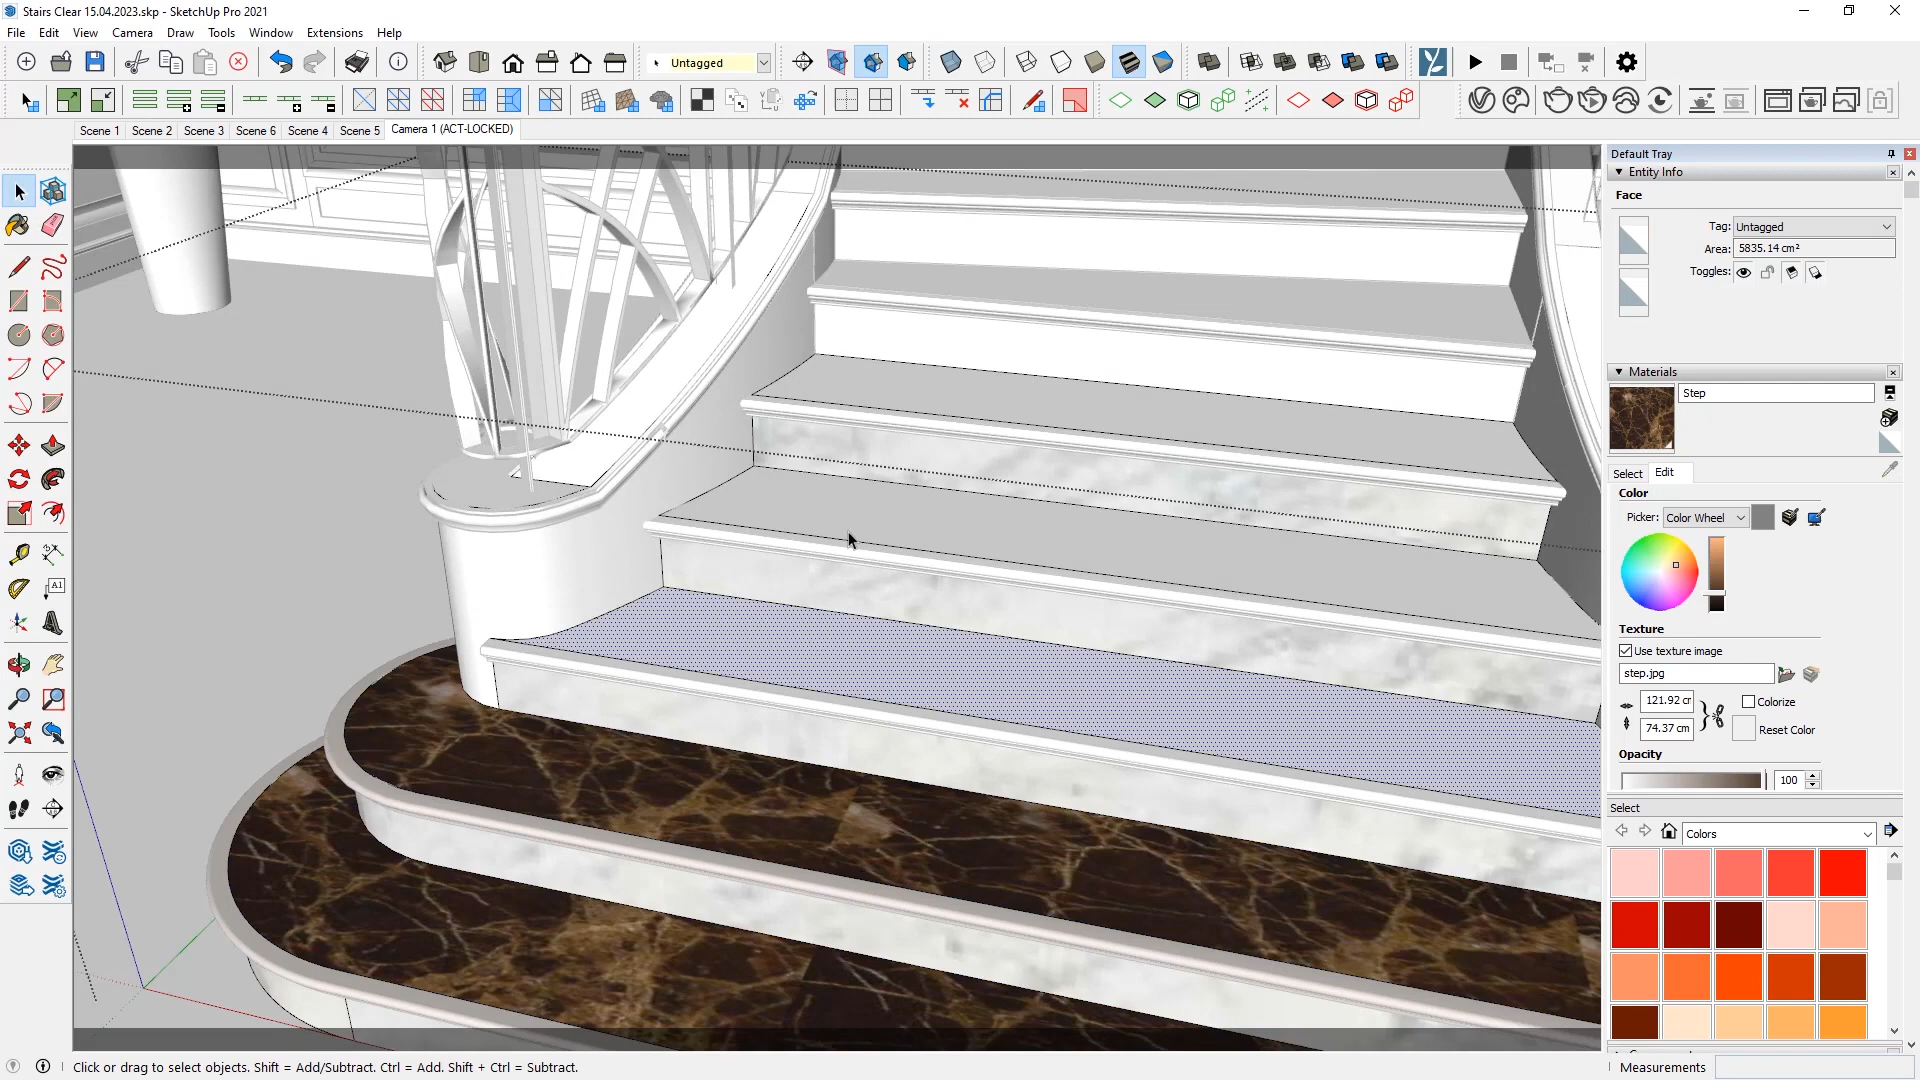 Stairs Clear 15.04.2023.skp - SketchUp Pro 2021
File Edit View Camera Draw Tools Window Extensions Help
Untagged
Scene 1 Scene 2 Scene 3 Scene 6 Scene 4 Scene 5 Camera 1 (ACT-LOCKED)
Default Tray
Entity Info
Face
Tag: Untagged
Area: 5835.14 cm²
Toggles:
Materials
Step
Select Edit
Color
Picker: Color Wheel
Texture
Use texture image
step.jpg
121.92 cr
Colorize
74.37 cm
Reset Color
Opacity
100
Select
Colors
A1
Click or drag to select objects. Shift = Add/Subtract. Ctrl = Add. Shift + Ctrl = Subtract.
Measurements